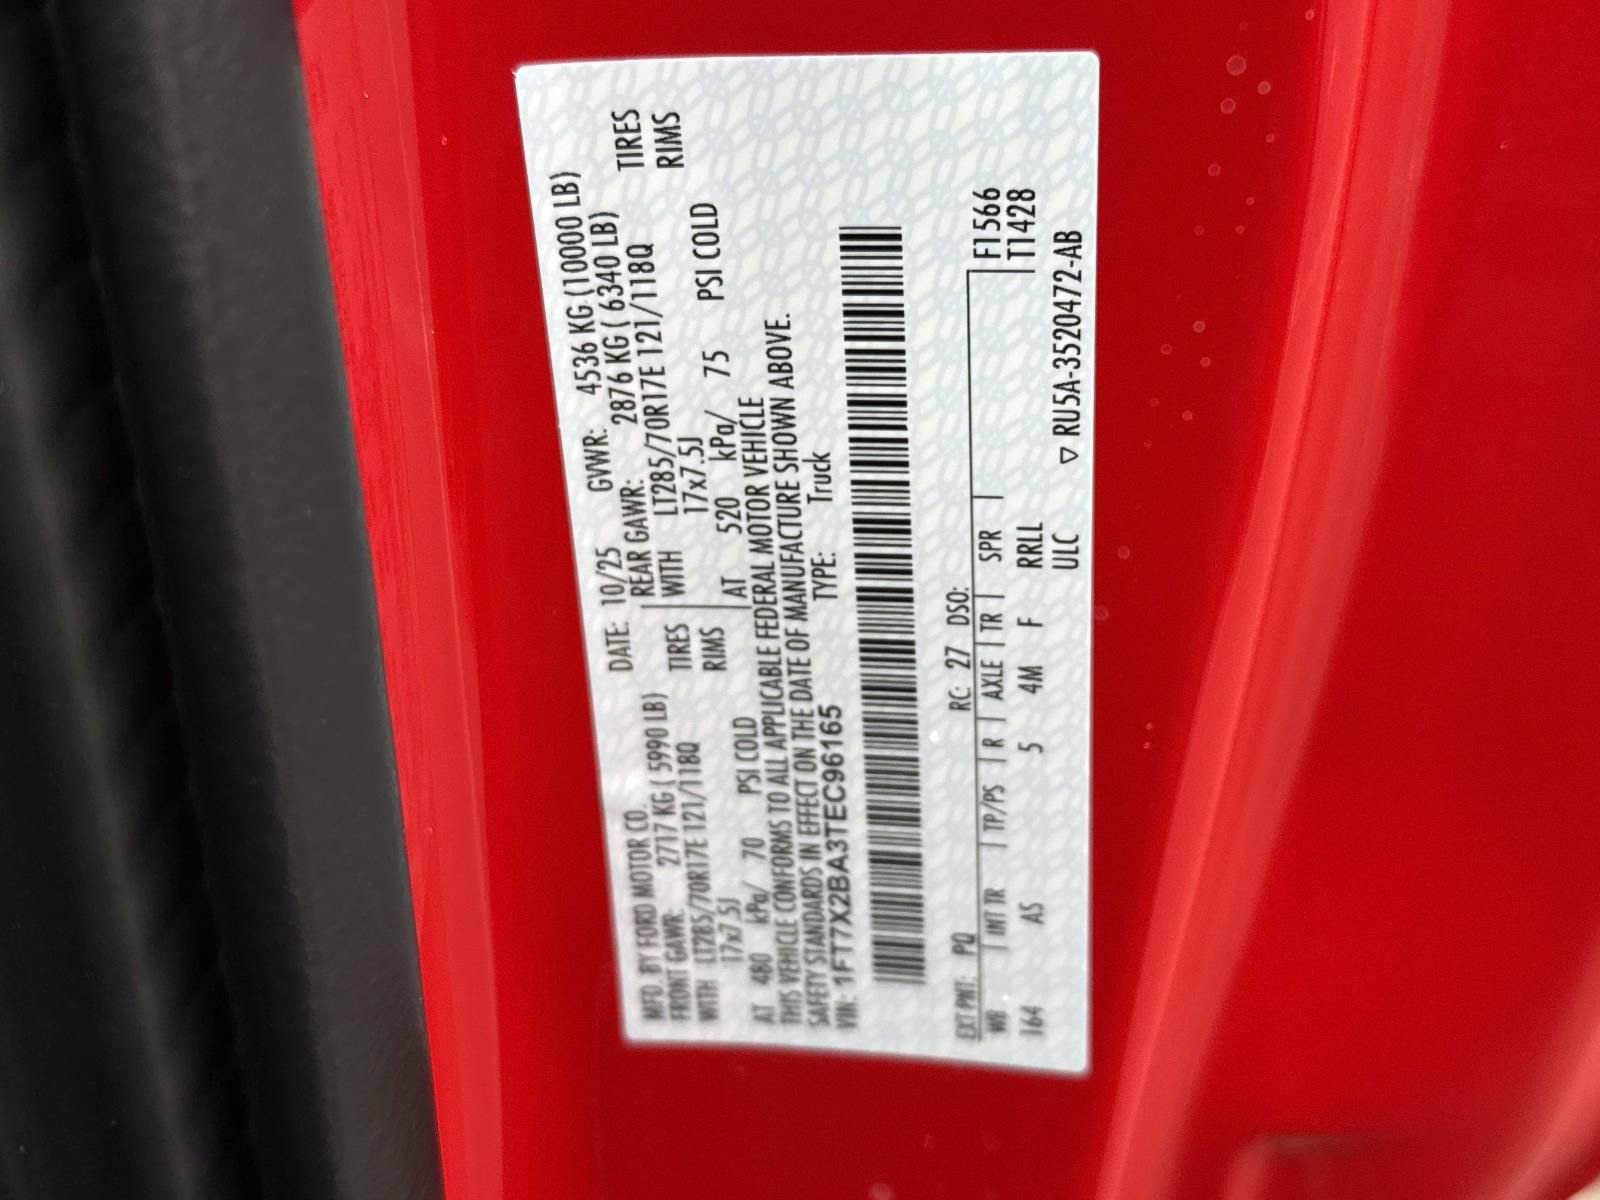 MFD. BY FORD MOTOR CO. DATE: 10/25 GVWR: 4536 KG (10000 LB)
FRONT GAWR: 2717 KG ( 5990 LB) REAR GAWR: 2876 KG ( 6340 LB)
WITH LT285/70R17E 121/118Q TIRES WITH LT285/70R17E 121/118Q TIRES
17x7.5J RIMS 17x7.5J RIMS
AT 480 kPa/ 70 PSI COLD AT 520 kPa/ 75 PSI COLD
THIS VEHICLE CONFORMS TO ALL APPLICABLE FEDERAL MOTOR VEHICLE
SAFETY STANDARDS IN EFFECT ON THE DATE OF MANUFACTURE SHOWN ABOVE.
VIN: 1FT7X2BA3TEC96165 TYPE: Truck
EXT PNT: PQ RC: 27 DSO:
WB | INT TR | TP/PS | R | AXLE | TR | SPR | F1566
164 AS 5 4M F RRLL T1428
ULC ▽ RU5A-3520472-AB